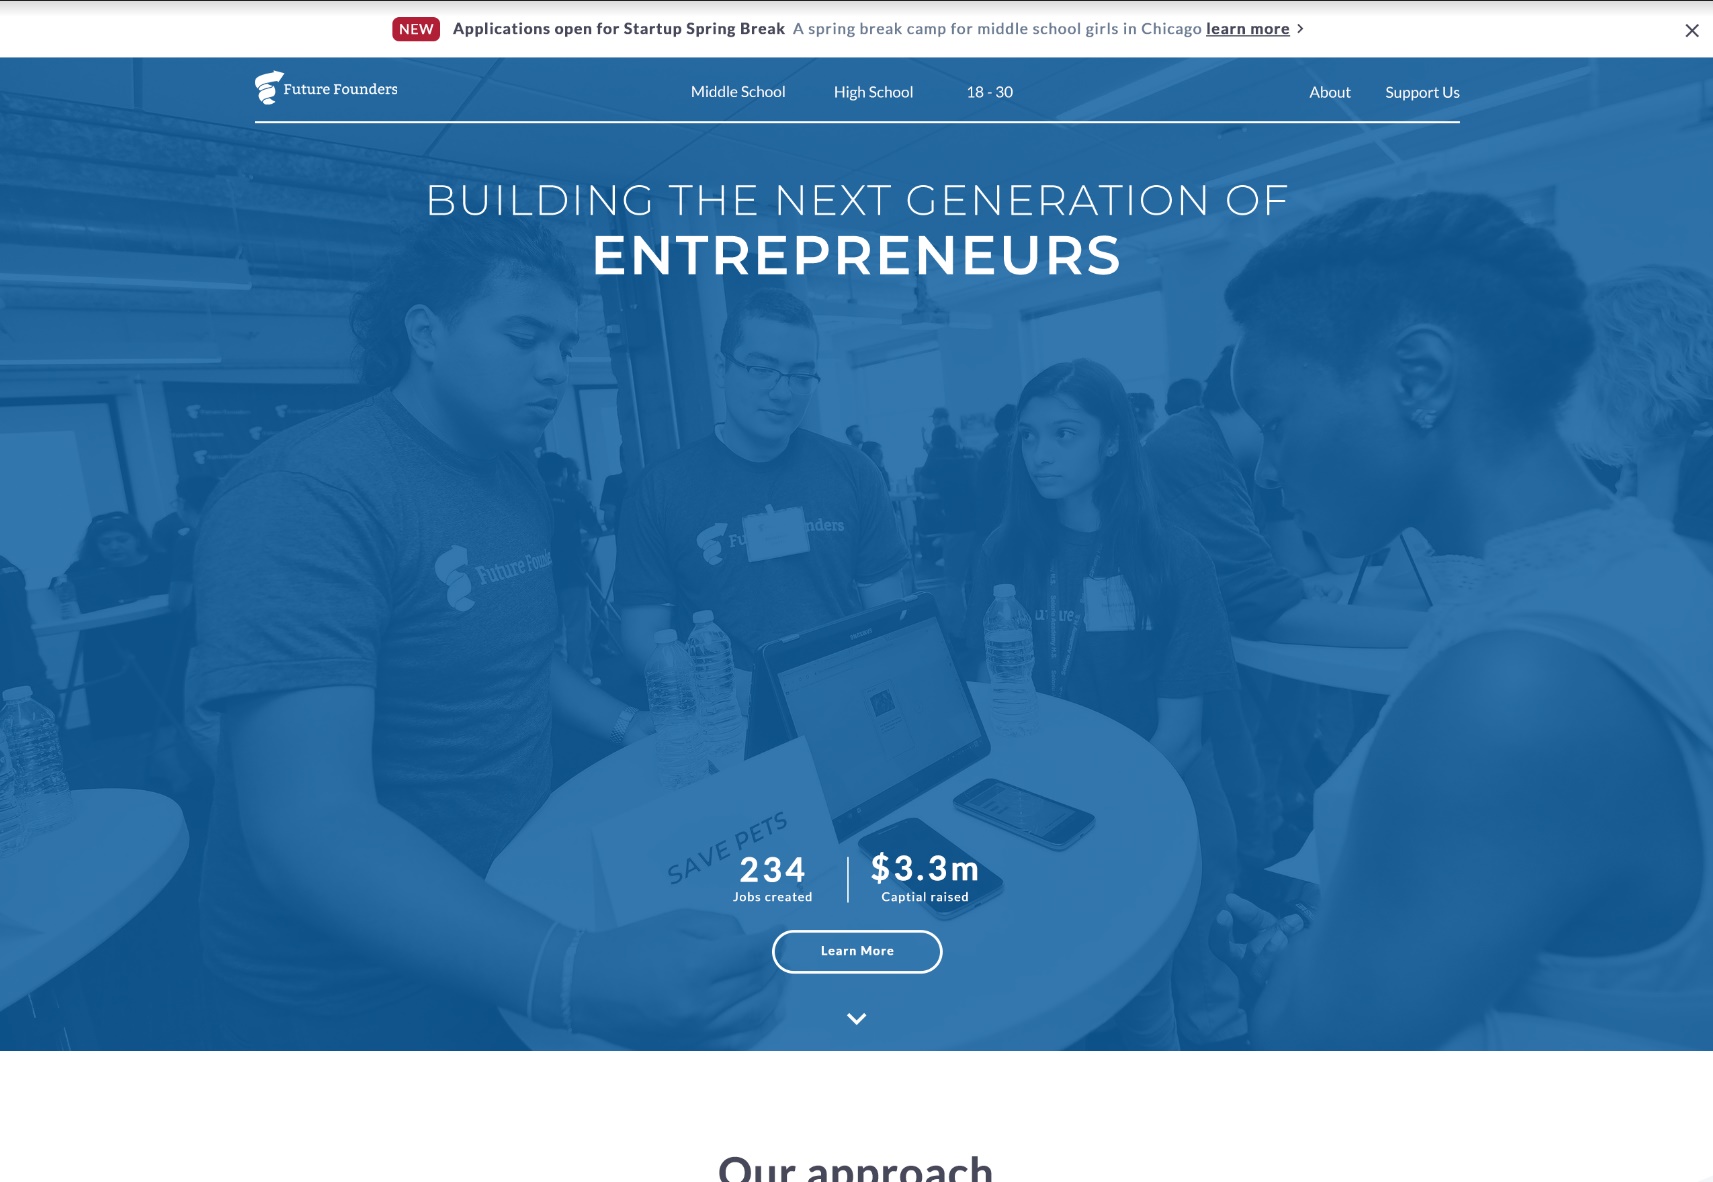 NEW Applications open for Startup Spring Break A spring break camp for middle school girls in Chicago learn more >
Future Founders Middle School High School 18 - 30 About Support Us
BUILDING THE NEXT GENERATION OF
ENTREPRENEURS
Future
Fu nders
SAVE PETS
234 $3.3m
Jobs created Captial raised
Learn More
Our approach